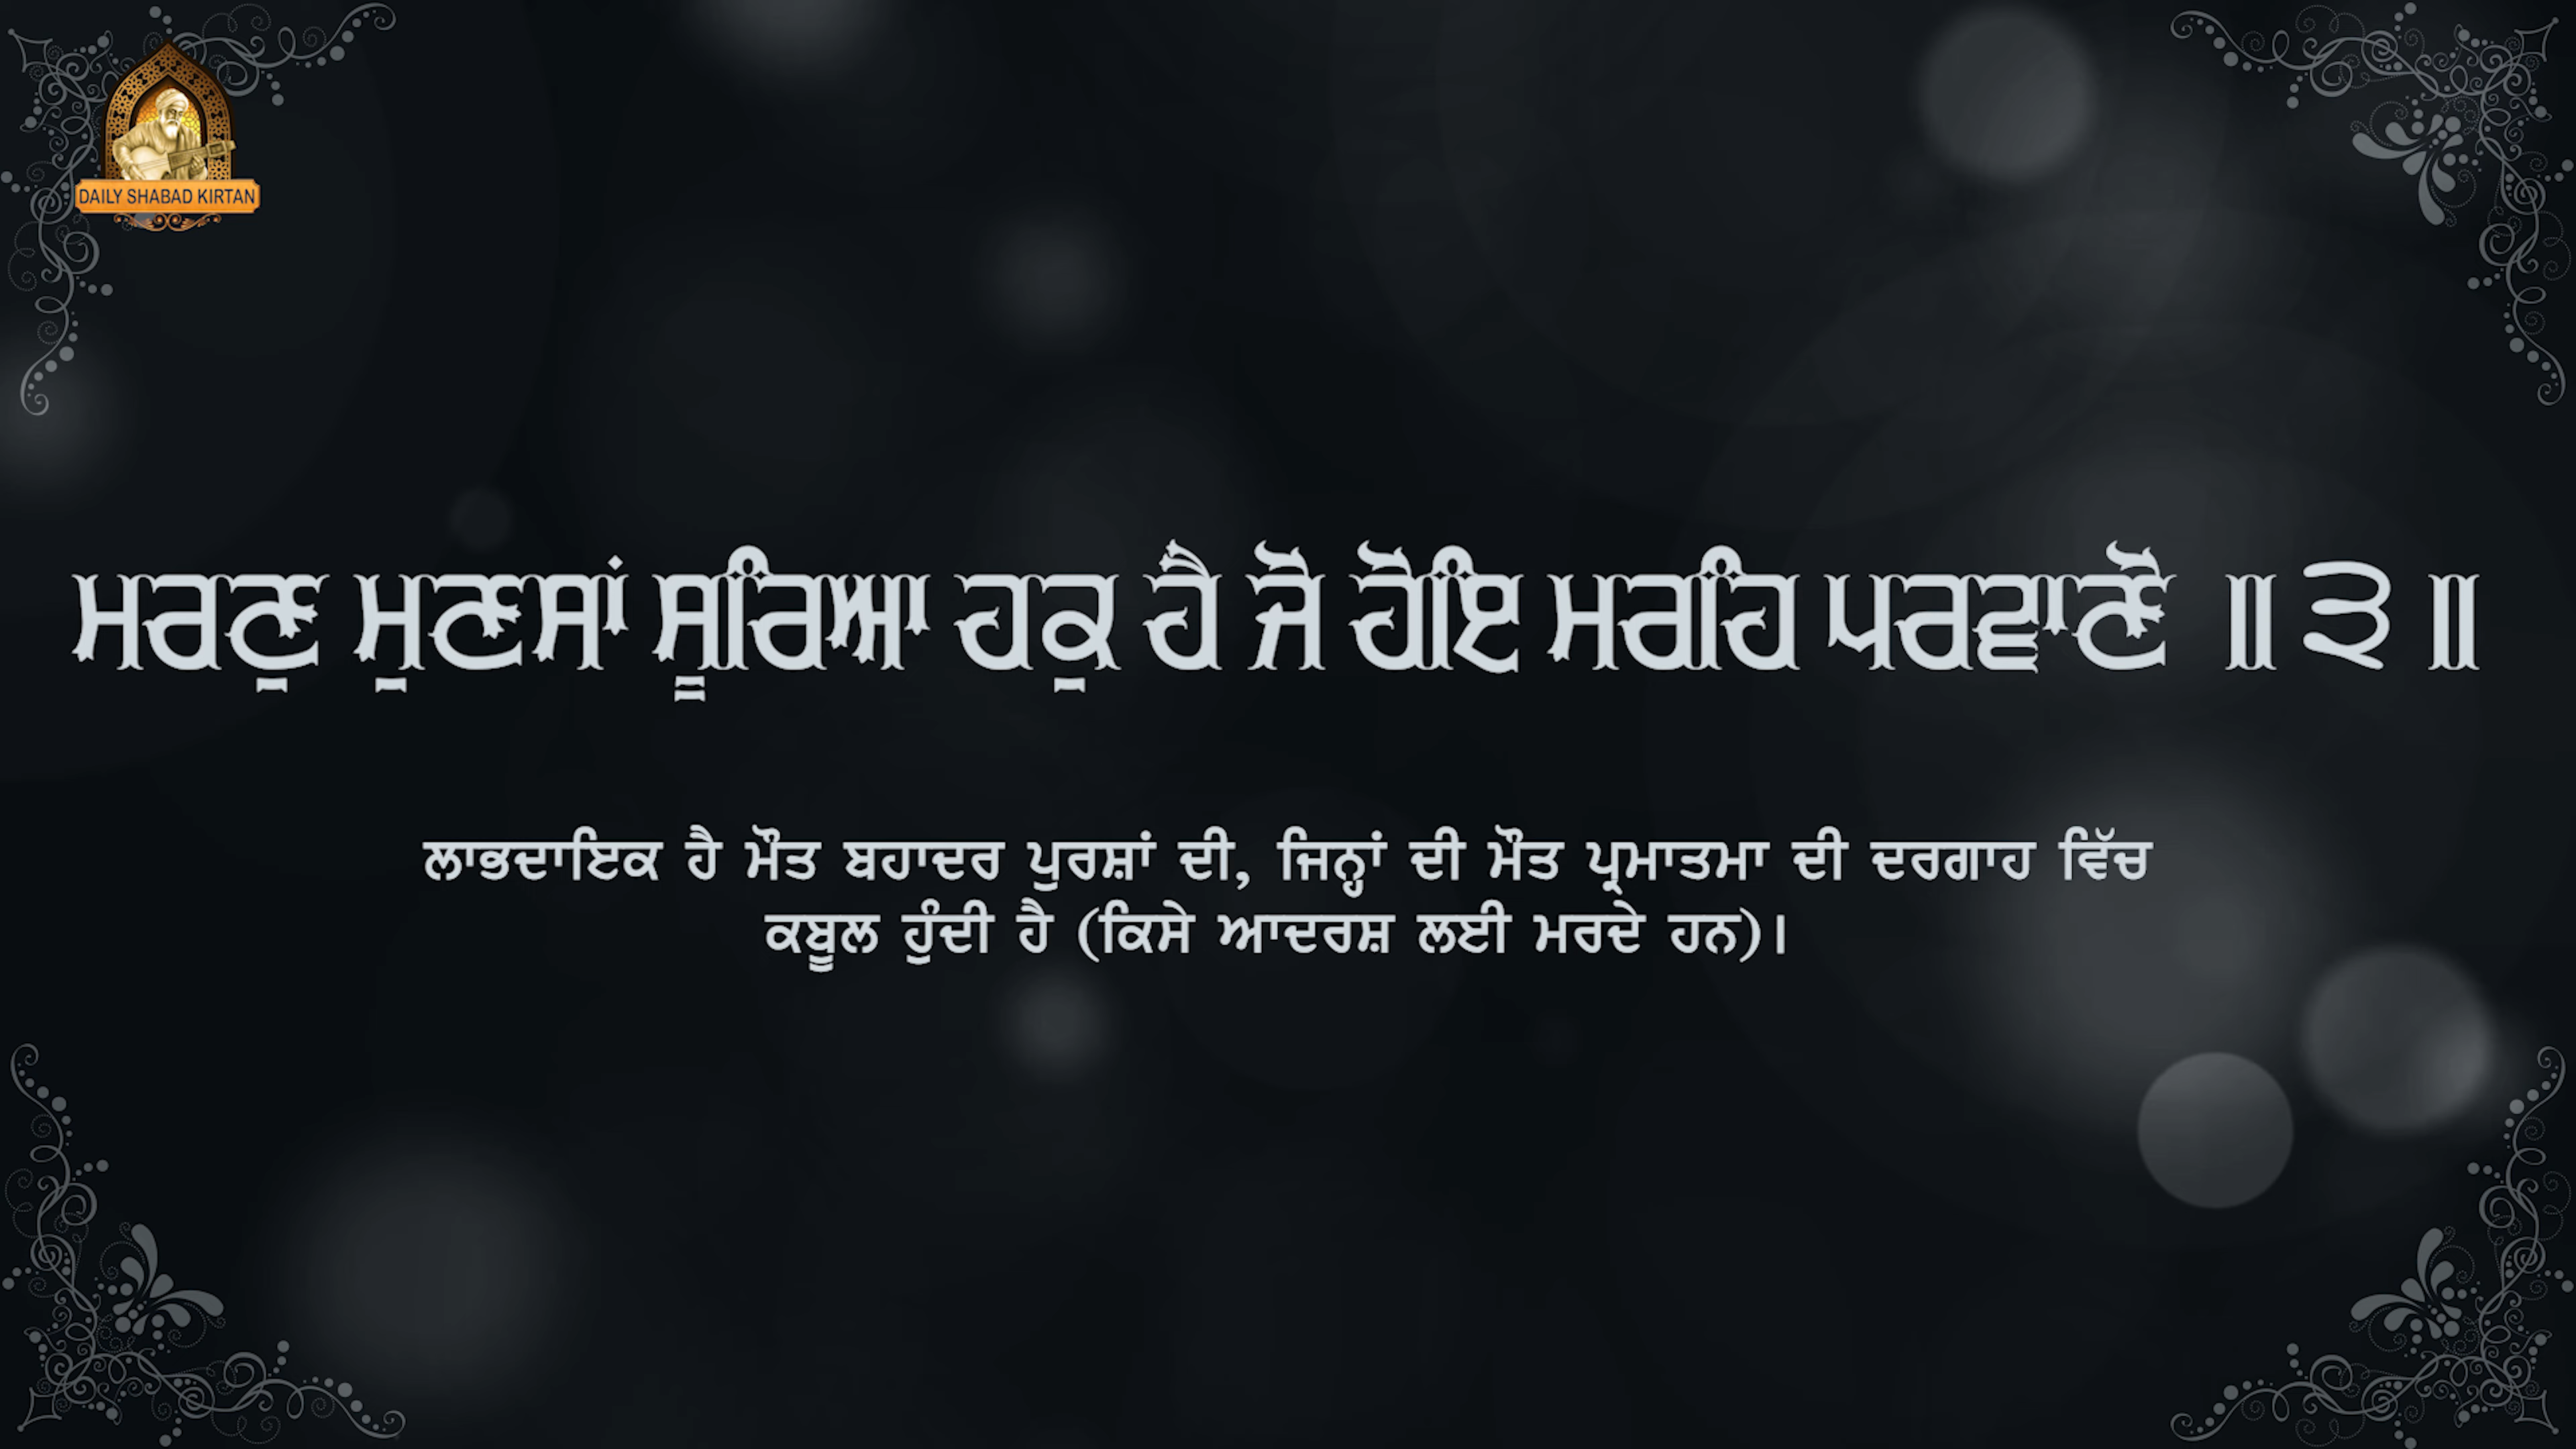 DAILY SHABAD KIRTAN
ਮਰਣੁ ਮੁਣਸਾਂ ਸੂਰਿਆ ਹਕੁ ਹੈ ਜੋ ਹੋਇ ਮਰਹਿ ਪਰਵਾਣੋ ॥੩॥
ਲਾਭਦਾਇਕ ਹੈ ਮੌਤ ਬਹਾਦਰ ਪੁਰਸ਼ਾਂ ਦੀ, ਜਿਨ੍ਹਾਂ ਦੀ ਮੌਤ ਪ੍ਰਮਾਤਮਾ ਦੀ ਦਰਗਾਹ ਵਿੱਚ
ਕਬੂਲ ਹੁੰਦੀ ਹੈ (ਕਿਸੇ ਆਦਰਸ਼ ਲਈ ਮਰਦੇ ਹਨ)।